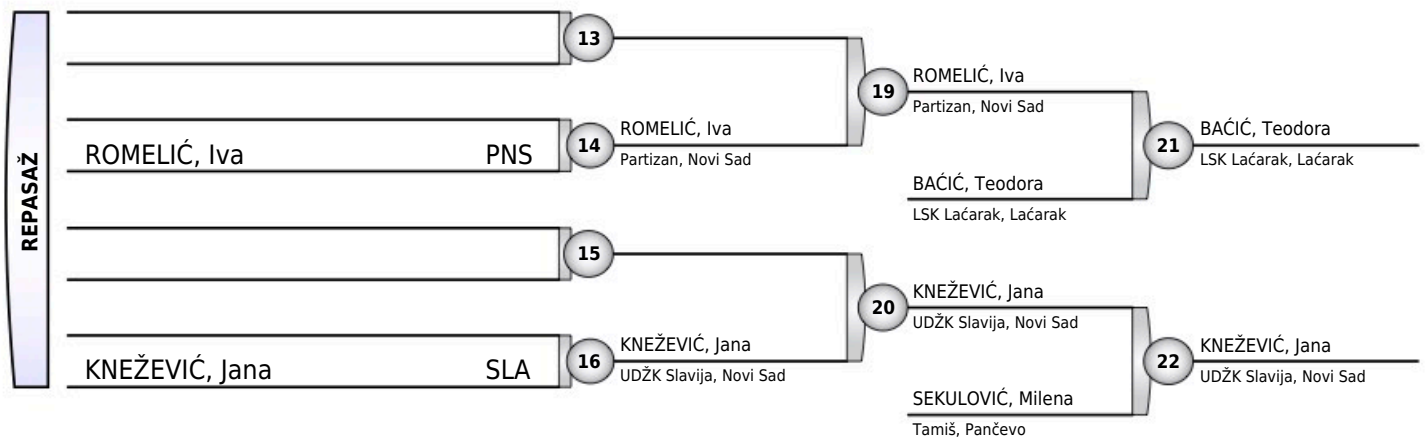 REPASAŽ
13
ROMELIĆ, Iva PNS
14
ROMELIĆ, Iva
Partizan, Novi Sad
19
ROMELIĆ, Iva
Partizan, Novi Sad
BAĆIĆ, Teodora
LSK Laćarak, Laćarak
21
BAĆIĆ, Teodora
LSK Laćarak, Laćarak
15
KNEŽEVIĆ, Jana SLA
16
KNEŽEVIĆ, Jana
UDŽK Slavija, Novi Sad
20
KNEŽEVIĆ, Jana
UDŽK Slavija, Novi Sad
SEKULOVIĆ, Milena
Tamiš, Pančevo
22
KNEŽEVIĆ, Jana
UDŽK Slavija, Novi Sad